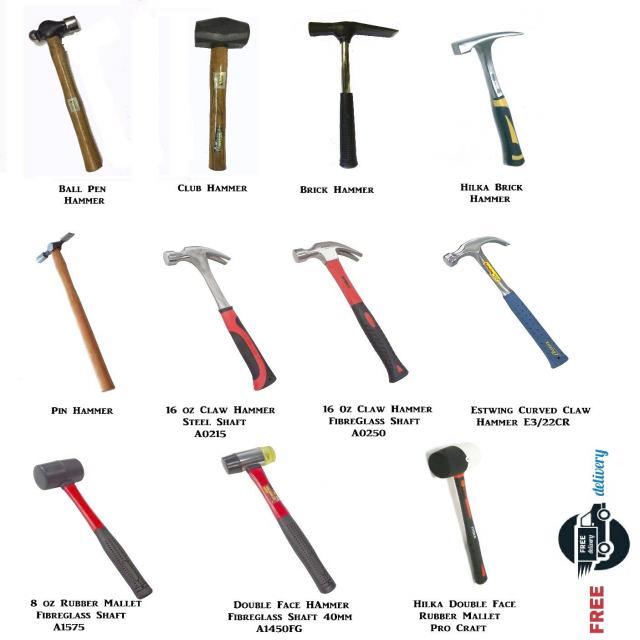 Ball Pen
Hammer
Club Hammer
Brick Hammer
Hilka Brick
Hammer
Pin Hammer
16 oz Claw Hammer
Steel Shaft
A0215
16 Oz Claw Hammer
FibreGlass Shaft
A0250
Estwing Curved Claw
Hammer E3/22CR
8 oz Rubber Mallet
Fibreglass Shaft
A1575
Double Face HAmmer
Fibreglass Shaft 40mm
A1450FG
Hilka Double Face
Rubber Mallet
Pro Craft
FREE delivery
FREE
delivery